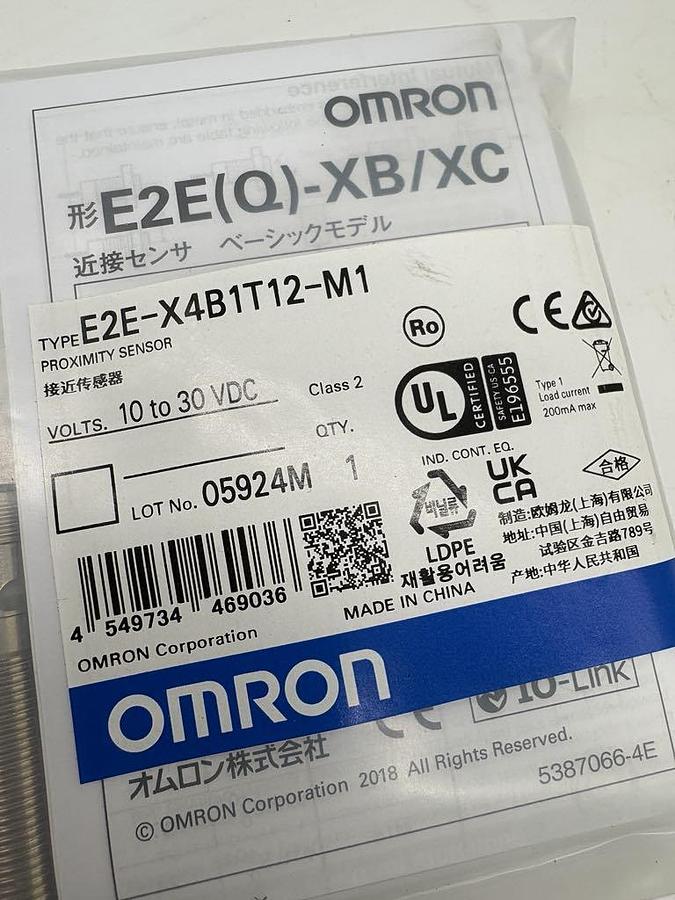 OMRON
形E2E(Q)-XB/XC
近接センサ ベーシックモデル
TYPE E2E-X4B1T12-M1
PROXIMITY SENSOR
接近传感器
VOLTS. 10 to 30 VDC
Class 2
QTY.
1
LOT No. 05924M
Ro
CE
UL CERTIFIED
SAFETY US CA
E196555
IND. CONT. EQ.
Type 1
Load current
200mA max
비닐류
LDPE
재활용어려움
UK
CA
合格
制造:欧姆龙(上海)有限公司
地址:中国(上海)自由贸易
试验区金吉路789号
产地:中华人民共和国
4 549734 469036
MADE IN CHINA
OMRON Corporation
OMRON
CE
IO-Link
オムロン株式会社
© OMRON Corporation 2018 All Rights Reserved.
5387066-4E